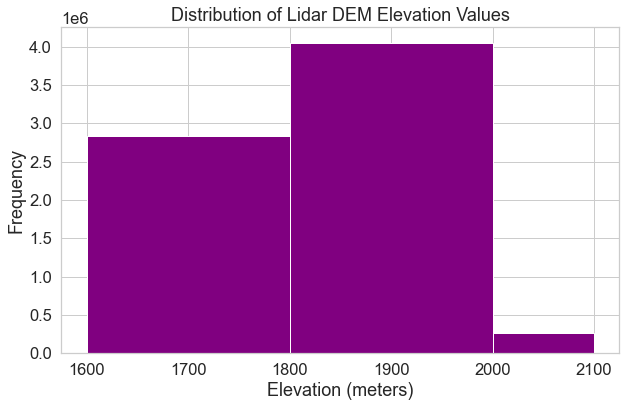 Distribution of Lidar DEM Elevation Values
1e6
4.0
3.5
3.0
2.5
2.0
1.5
1.0
0.5
0.0
Frequency
1600 1700 1800 1900 2000 2100
Elevation (meters)